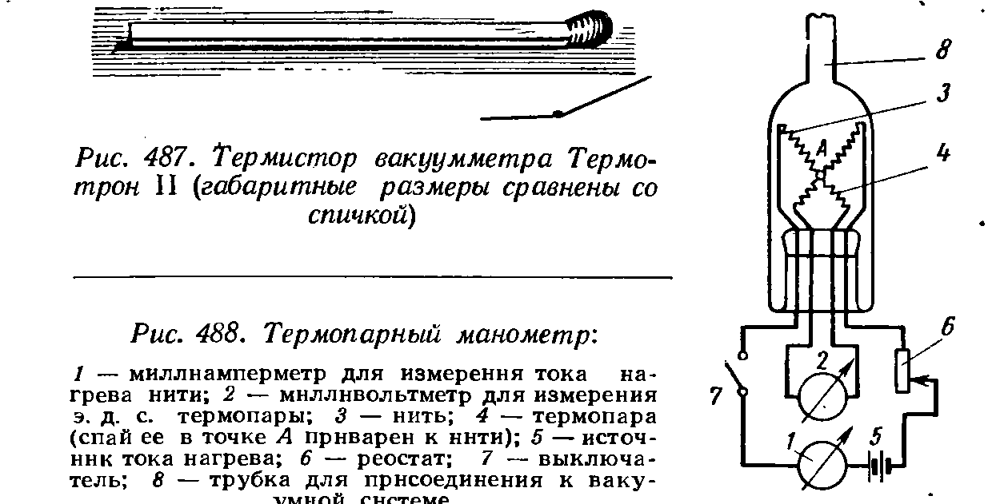 Рис. 487. Термистор вакуумметра Термо-
трон II (габаритные размеры сравнены со
спичкой)
Рис. 488. Термопарный манометр:
1 — миллнамперметр для измерення тока на-
грева нити; 2 — мнллнвольтметр для измерения
э. д. с. термопары; 3 — нить; 4 — термопара
(спай ее в точке А прнварен к ннти); 5 — источ-
ннк тока нагрева; 6 — реостат; 7 — выключа-
тель; 8 — трубка для прнсоединения к ваку-
умной снстеме
8
3
А
4
6
2
7
1
5